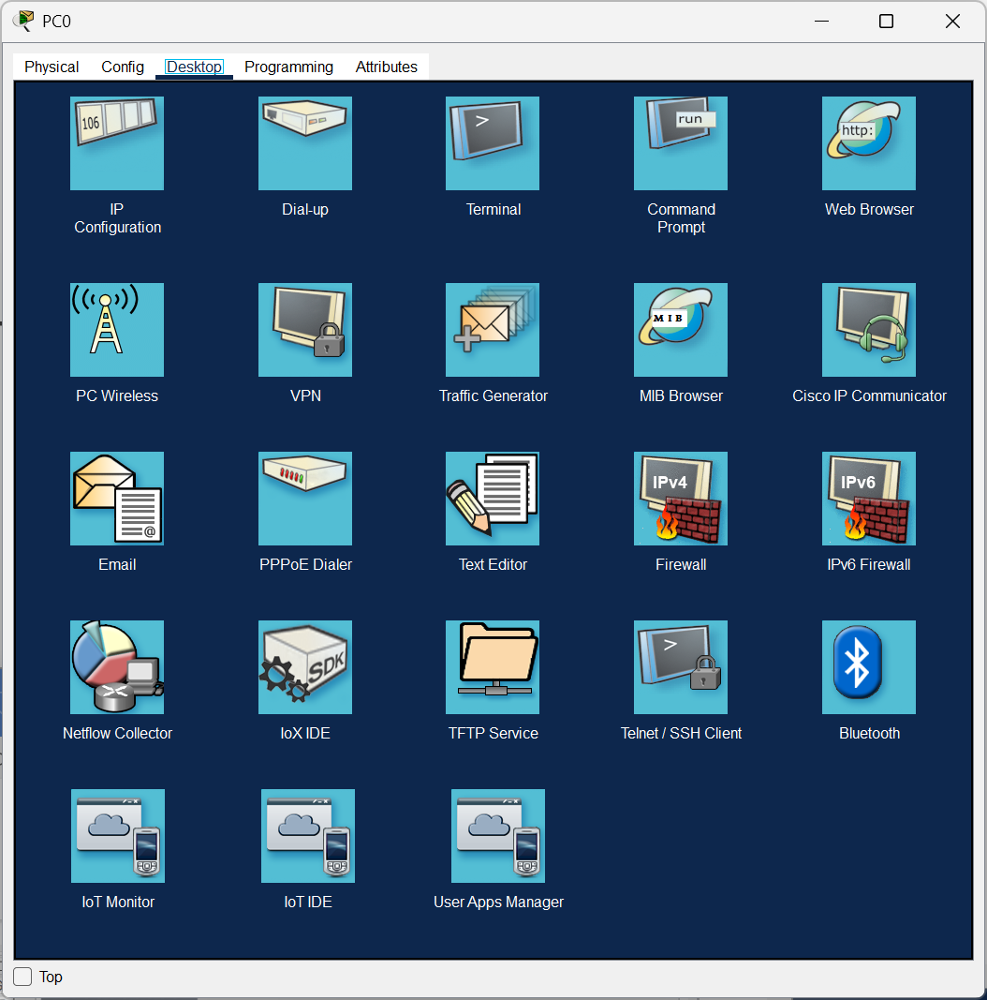 PC0
Physical Config Desktop Programming Attributes
106
>
run
http:
IP
Configuration
Dial-up
Terminal
Command
Prompt
Web Browser
MIB
PC Wireless
VPN
Traffic Generator
MIB Browser
Cisco IP Communicator
@
IPv4
IPv6
Email
PPPoE Dialer
Text Editor
Firewall
IPv6 Firewall
SDK
>
Netflow Collector
IoX IDE
TFTP Service
Telnet / SSH Client
Bluetooth
IoT Monitor
IoT IDE
User Apps Manager
Top